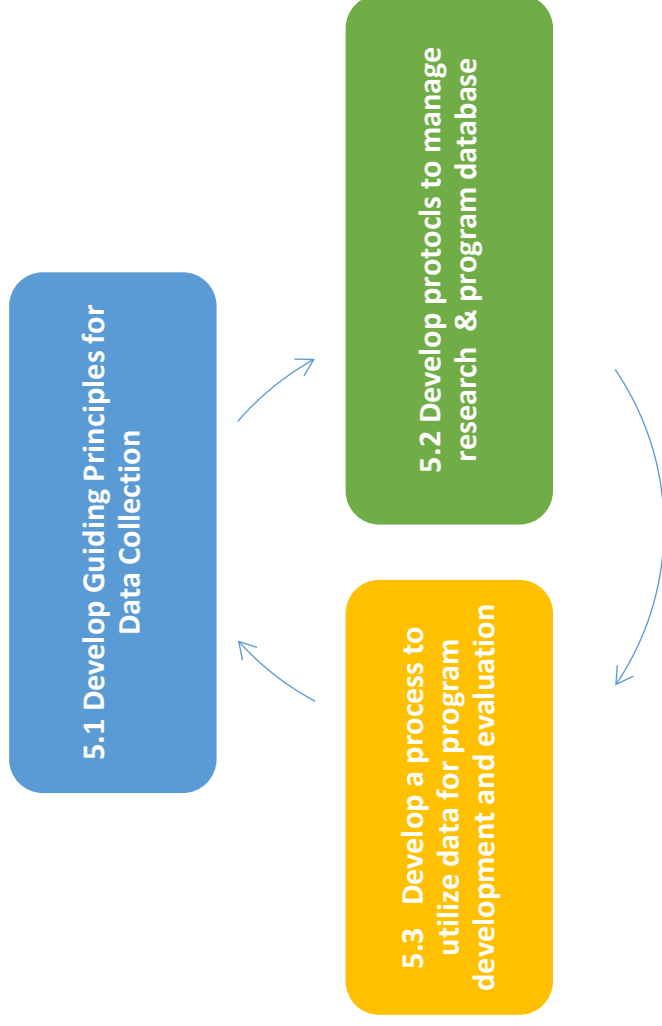 5.1 Develop Guiding Principles for
Data Collection
5.2 Develop protocls to manage
research & program database
5.3 Develop a process to
utilize data for program
development and evaluation